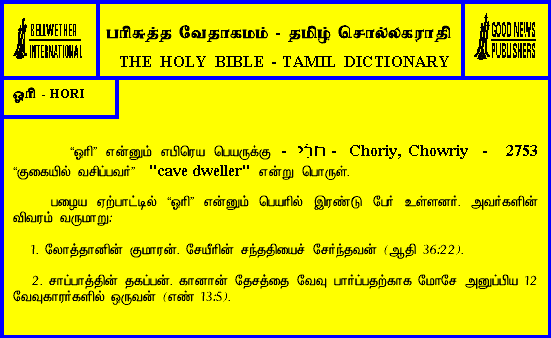 BELLWETHER
INTERNATIONAL
பரிசுத்த வேதாகமம் - தமிழ் சொல்லகராதி
THE HOLY BIBLE - TAMIL DICTIONARY
GOOD NEWS
PUBLISHERS
ஓரி - HORI
“ஓரி” என்னும் எபிரெய பெயருக்கு - חרי - Choriy, Chowriy - 2753
“குகையில் வசிப்பவர்” "cave dweller" என்று பொருள்.
பழைய ஏற்பாட்டில் “ஓரி” என்னும் பெயரில் இரண்டு பேர் உள்ளனர். அவர்களின்
விவரம் வருமாறு:
1. லோத்தானின் குமாரன். சேயீரின் சந்ததியைச் சேர்ந்தவன் (ஆதி 36:22).
2. சாப்பாத்தின் தகப்பன். கானான் தேசத்தை வேவு பார்ப்பதற்காக மோசே அனுப்பிய 12
வேவுகாரர்களில் ஒருவன் (எண் 13:5).